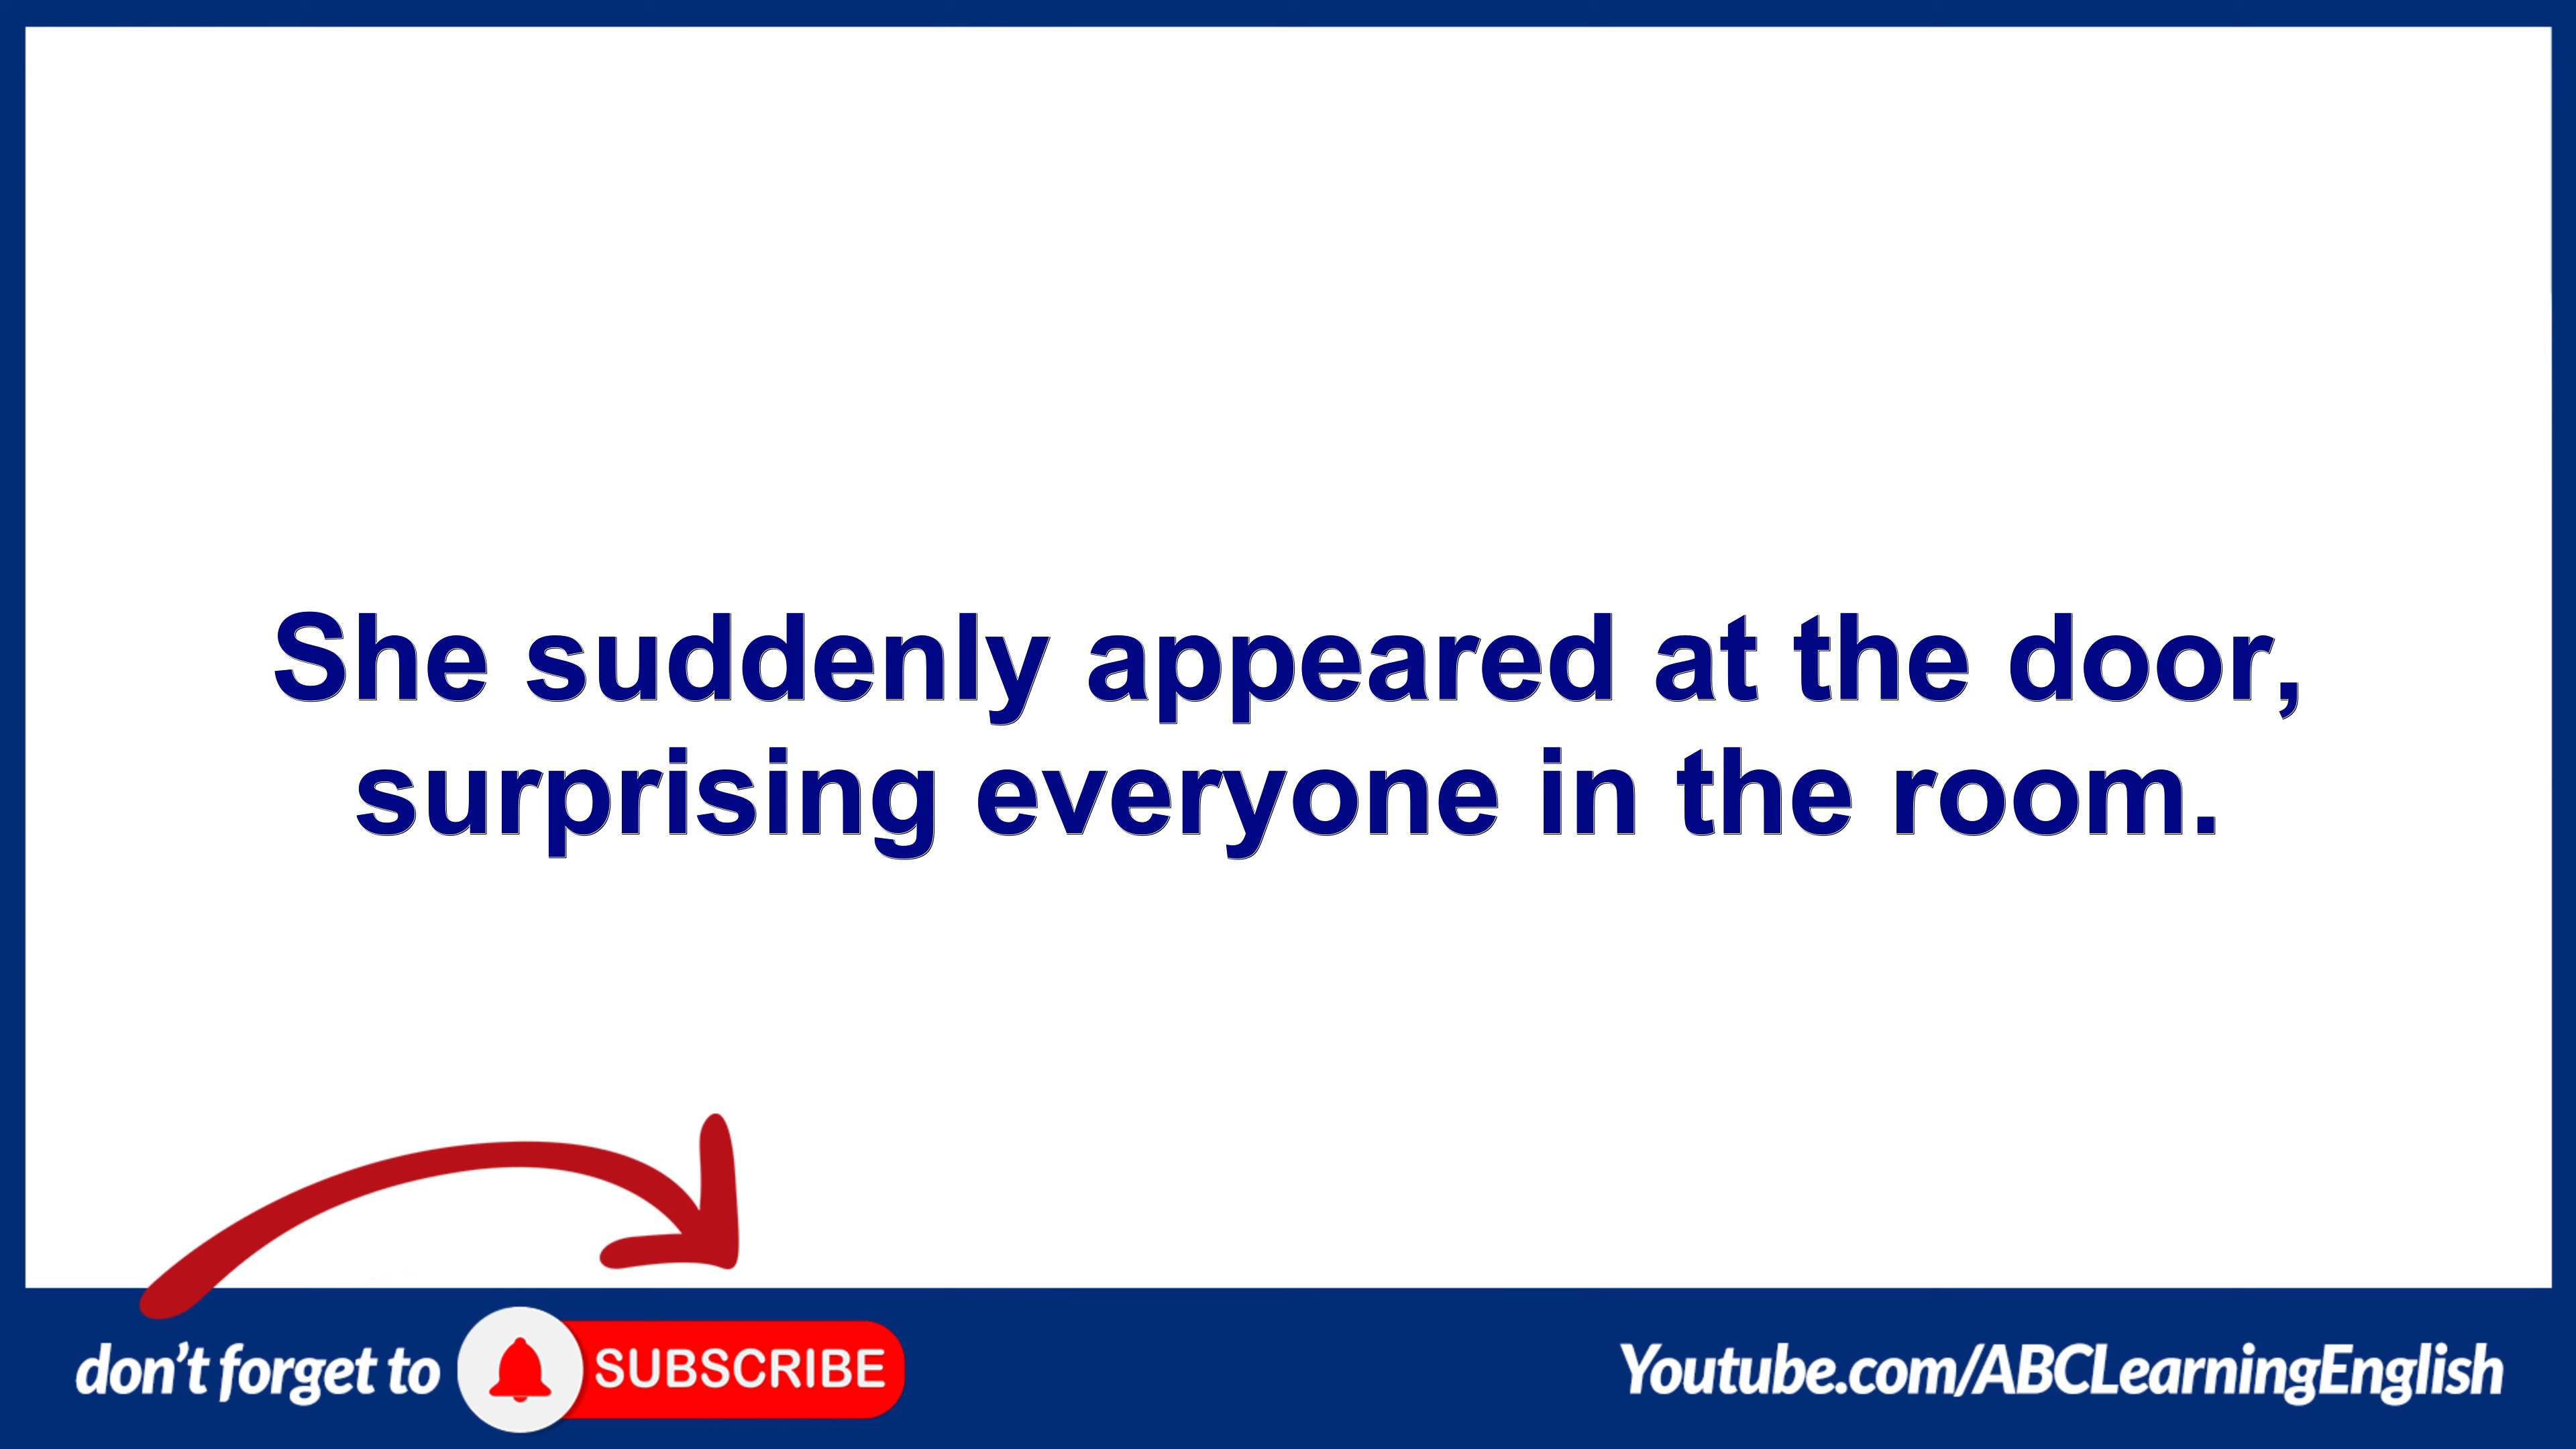 She suddenly appeared at the door,
surprising everyone in the room.
don't forget to SUBSCRIBE
Youtube.com/ABCLearningEnglish